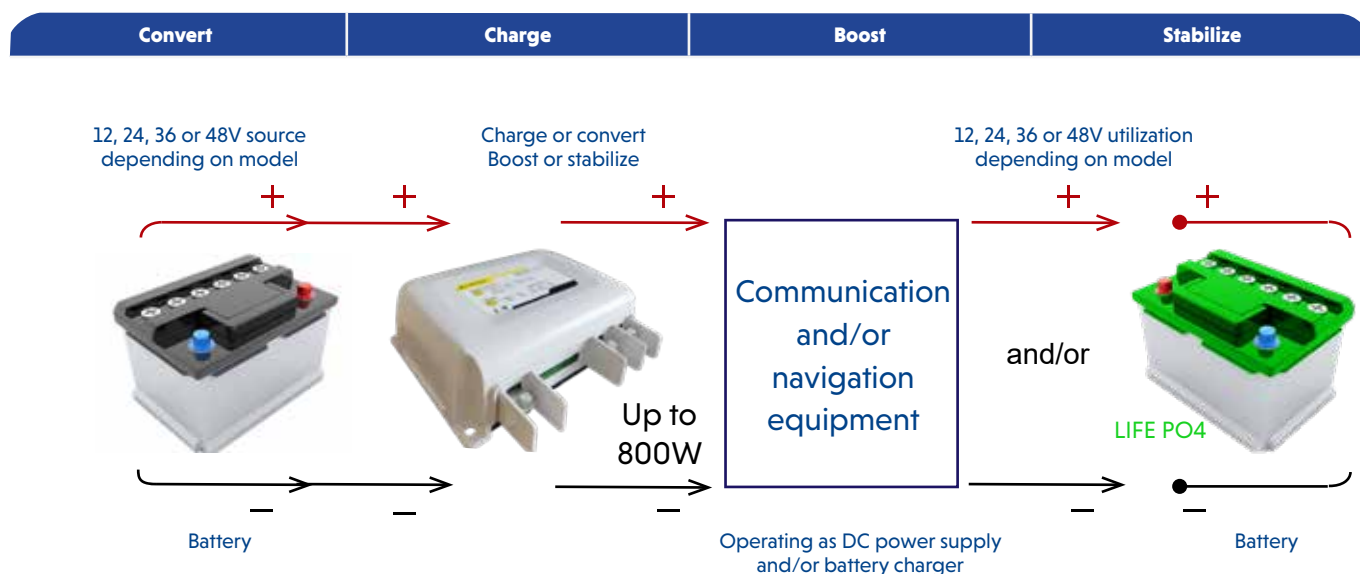 Convert
Charge
Boost
Stabilize
12, 24, 36 or 48V source
depending on model
Charge or convert
Boost or stabilize
12, 24, 36 or 48V utilization
depending on model
+
+
+
+
+
Communication
and/or
navigation
equipment
and/or
Up to
800W
LIFE PO4
−
−
−
−
−
Battery
Operating as DC power supply
and/or battery charger
Battery